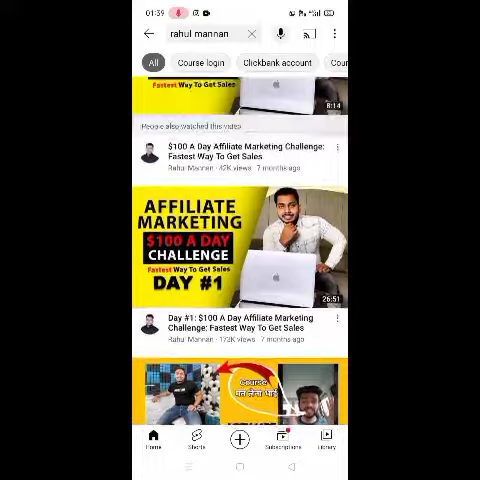 01:39
rahul mannan
All
Course login
Clickbank account
Cour
Fastest Way To Get Sales
8:14
People also watched this video
$100 A Day Affiliate Marketing Challenge:
Fastest Way To Get Sales
Rahul Mannan · 42K views · 7 months ago
AFFILIATE
MARKETING
$100 A DAY
CHALLENGE
Fastest Way To Get Sales
DAY #1
26:51
Day #1: $100 A Day Affiliate Marketing
Challenge: Fastest Way To Get Sales
Rahul Mannan · 173K views · 7 months ago
Course
मत लेना भाई
Home
Shorts
Subscriptions
Library